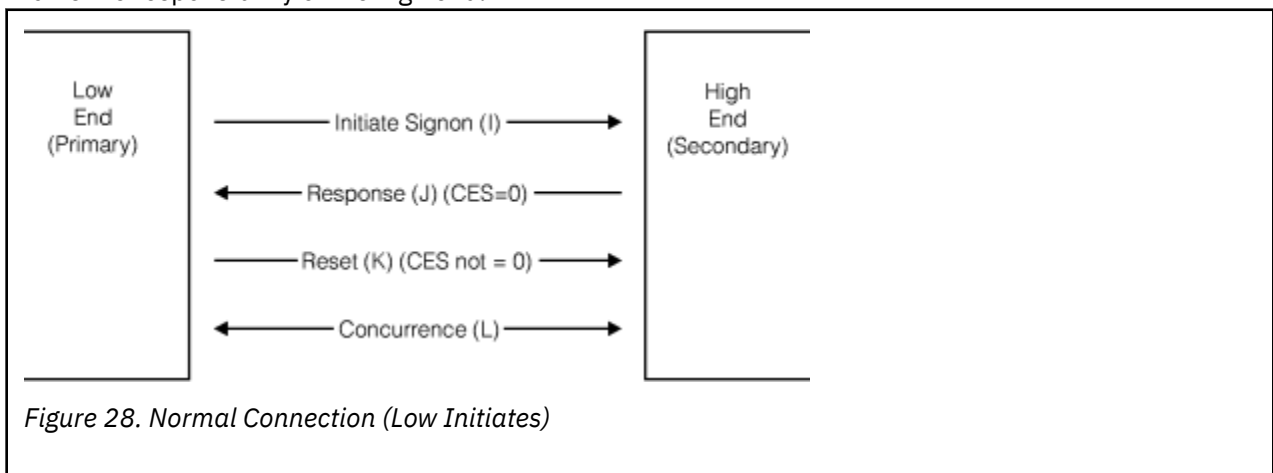 Low
End
(Primary)
High
End
(Secondary)
Initiate Signon (I)
Response (J) (CES=0)
Reset (K) (CES not = 0)
Concurrence (L)
Figure 28. Normal Connection (Low Initiates)